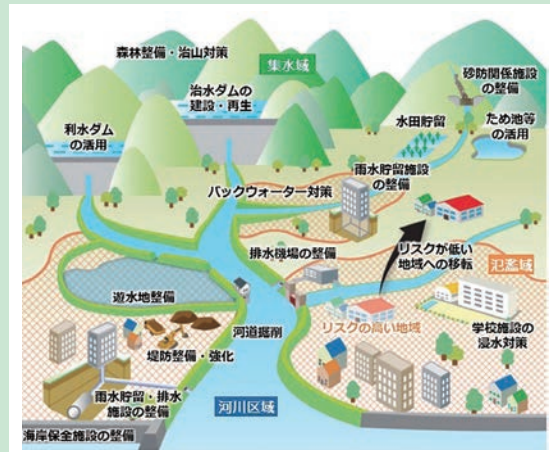 森林整備・治山対策
集水域
砂防関係施設
の整備
治水ダムの
建設・再生
水田貯留
ため池等
の活用
利水ダム
の活用
雨水貯留施設
の整備
バックウォーター対策
排水機場の整備
リスクが低い
地域への移転
氾濫域
遊水地整備
河道掘削
リスクの高い地域
学校施設の
浸水対策
堤防整備・強化
雨水貯留・排水
施設の整備
河川区域
海岸保全施設の整備